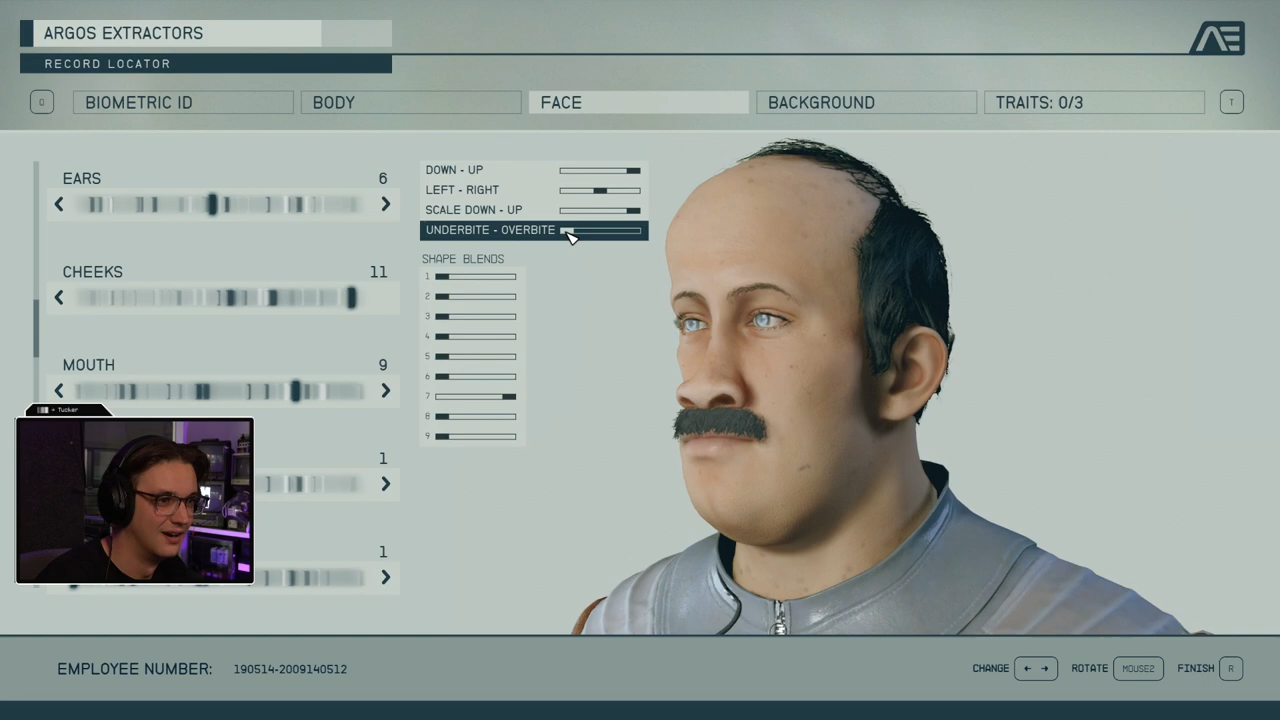 ARGOS EXTRACTORS
RECORD LOCATOR
Q
BIOMETRIC ID
BODY
FACE
BACKGROUND
TRAITS: 0/3
T
EARS
6
CHEEKS
11
MOUTH
9
1
1
DOWN - UP
LEFT - RIGHT
SCALE DOWN - UP
UNDERBITE - OVERBITE
SHAPE BLENDS
1
2
3
4
5
6
7
8
9
Tucker
EMPLOYEE NUMBER: 190514-2009140512
CHANGE
ROTATE MOUSE2
FINISH R